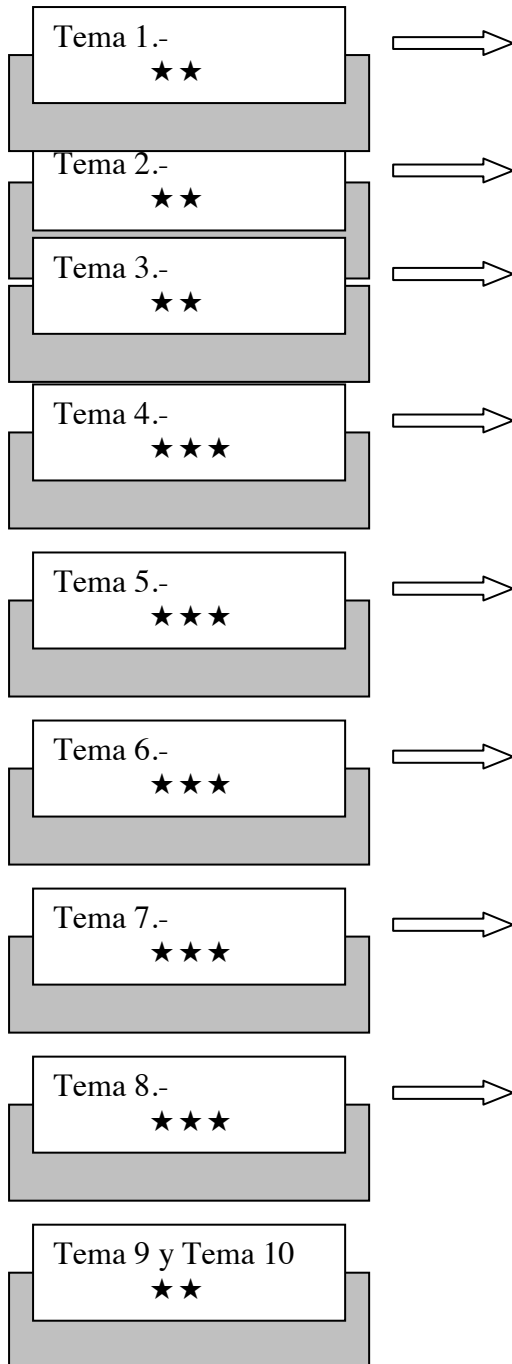 Tema 1.-
★★
Tema 2.-
★★
Tema 3.-
★★
Tema 4.-
★★★
Tema 5.-
★★★
Tema 6.-
★★★
Tema 7.-
★★★
Tema 8.-
★★★
Tema 9 y Tema 10
★★